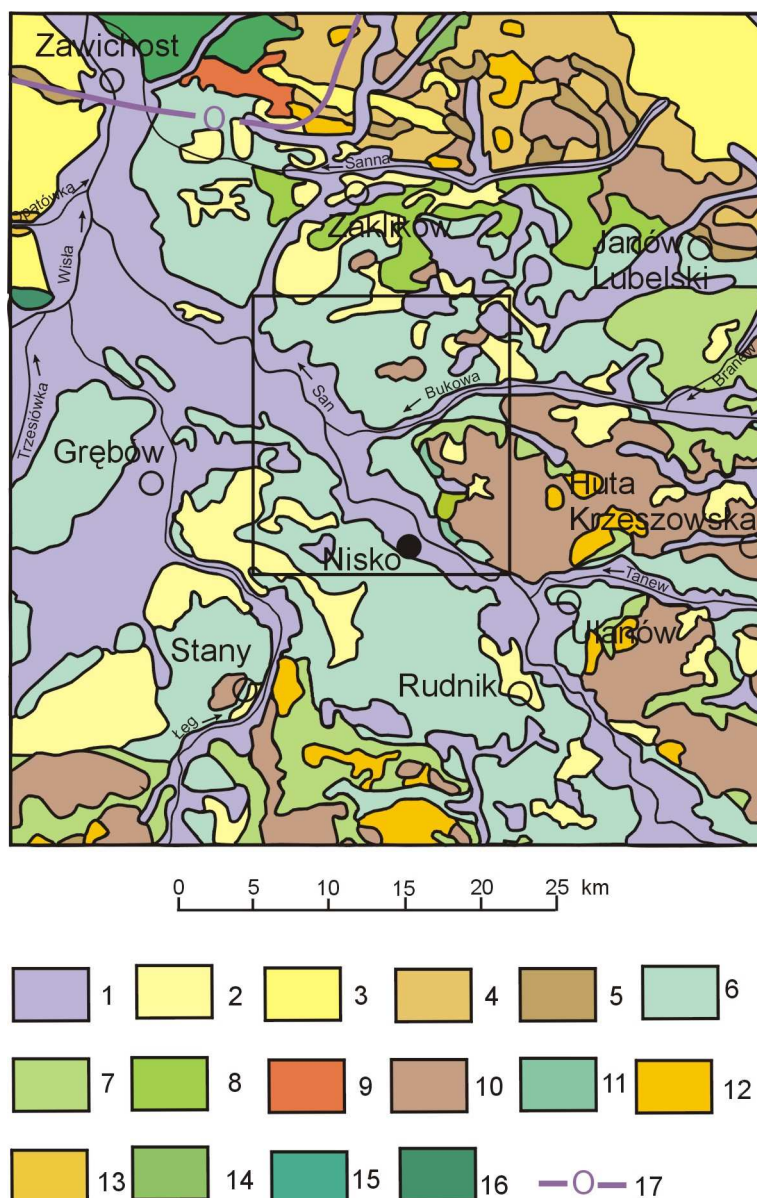 Zawichost
O
Sanna
Opatówka
Zaklików
Janów
Lubelski
Wisła
San
Bukowa
Branew
Trzesiówka
Grębów
Huta
Krzeszowska
Nisko
Tanew
Ulanów
Stany
Rudnik
Łęg
0 5 10 15 20 25 km
1 2 3 4 5 6
7 8 9 10 11 12
13 14 15 16 O 17